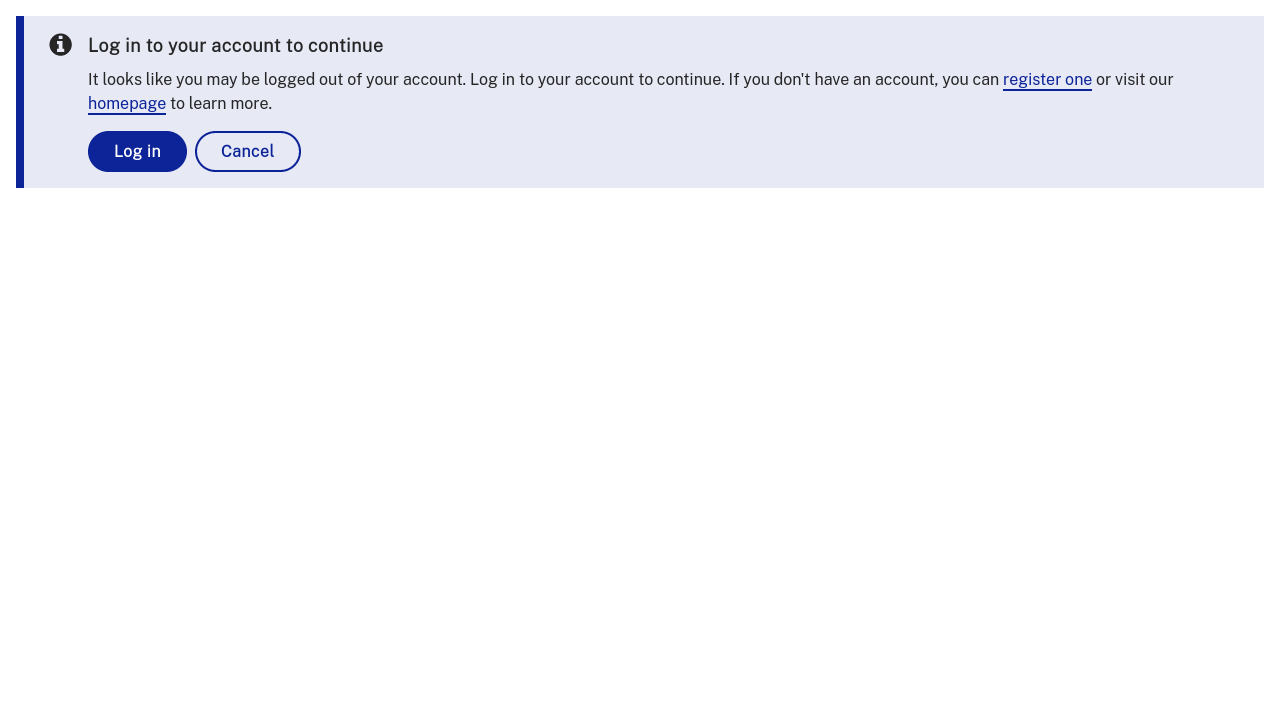 Log in to your account to continue
It looks like you may be logged out of your account. Log in to your account to continue. If you don't have an account, you can register one or visit our
homepage to learn more.
Log in
Cancel